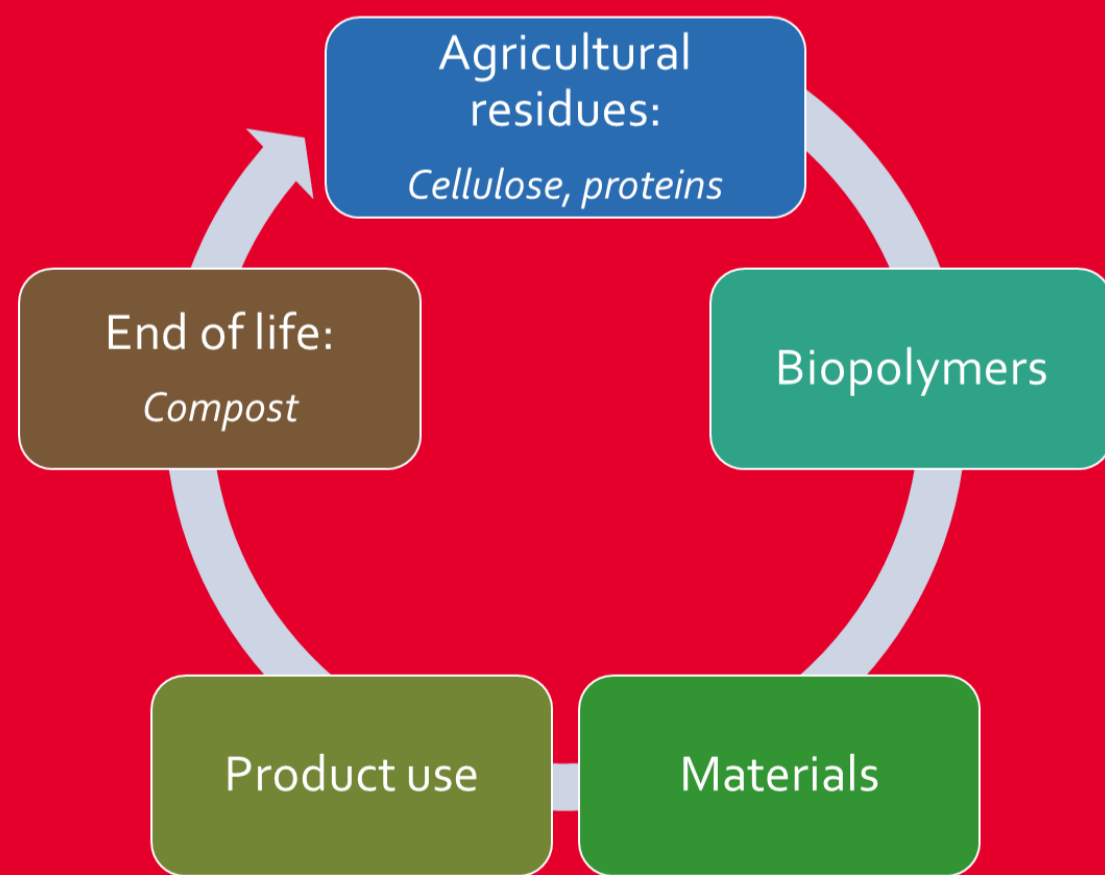 Agricultural
residues:
Cellulose, proteins
Biopolymers
Materials
Product use
End of life:
Compost